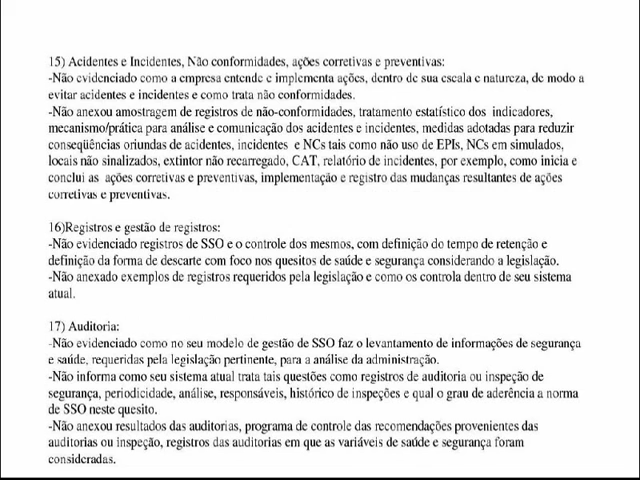 15) Acidentes e Incidentes, Não conformidades, ações corretivas e preventivas:
-Não evidenciado como a empresa entende e implementa ações, dentro de sua escala e natureza, de modo a
evitar acidentes e incidentes e como trata não conformidades.
-Não anexou amostragem de registros de não-conformidades, tratamento estatístico dos indicadores,
mecanismo/prática para análise e comunicação dos acidentes e incidentes, medidas adotadas para reduzir
conseqüências oriundas de acidentes, incidentes e NCs tais como não uso de EPIs, NCs em simulados,
locais não sinalizados, extintor não recarregado, CAT, relatório de incidentes, por exemplo, como inicia e
conclui as ações corretivas e preventivas, implementação e registro das mudanças resultantes de ações
corretivas e preventivas.
16)Registros e gestão de registros:
-Não evidenciado registros de SSO e o controle dos mesmos, com definição do tempo de retenção e
definição da forma de descarte com foco nos quesitos de saúde e segurança considerando a legislação.
-Não anexado exemplos de registros requeridos pela legislação e como os controla dentro de seu sistema
atual.
17) Auditoria:
-Não evidenciado como no seu modelo de gestão de SSO faz o levantamento de informações de segurança
e saúde, requeridas pela legislação pertinente, para a análise da administração.
-Não informa como seu sistema atual trata tais questões como registros de auditoria ou inspeção de
segurança, periodicidade, análise, responsáveis, histórico de inspeções e qual o grau de aderência a norma
de SSO neste quesito.
-Não anexou resultados das auditorias, programa de controle das recomendações provenientes das
auditorias ou inspeção, registros das auditorias em que as variáveis de saúde e segurança foram
consideradas.